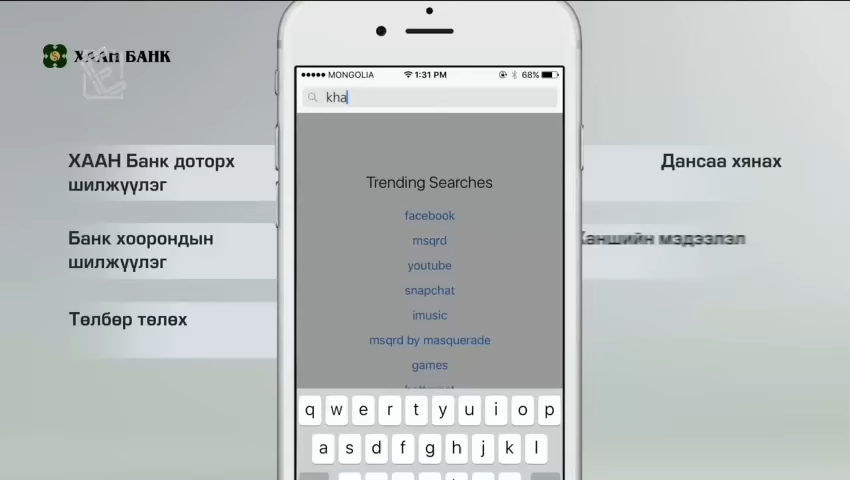 ХААН БАНК
MONGOLIA 1:31 PM 68%
kha
Trending Searches
facebook
msqrd
youtube
snapchat
imusic
msqrd by masquerade
games
q w e r t y u i o p
a s d f g h j k l
ХААН Банк доторх
шилжүүлэг
Банк хоорондын
шилжүүлэг
Төлбөр төлөх
Дансаа хянах
Ханшийн мэдээлэл